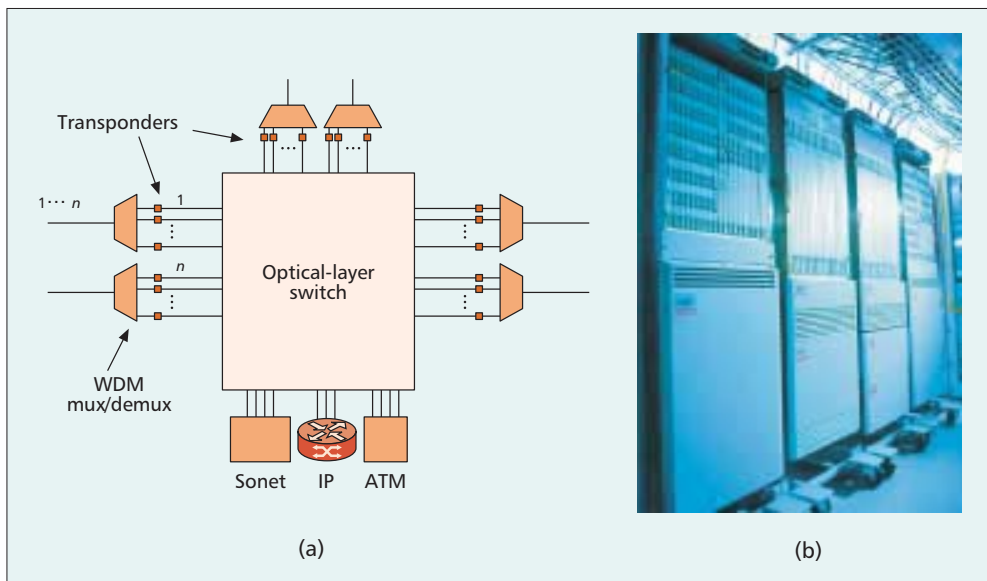 Transponders
1 ··· n
1
n
Optical-layer
switch
WDM
mux/demux
Sonet
IP
ATM
(a)
(b)